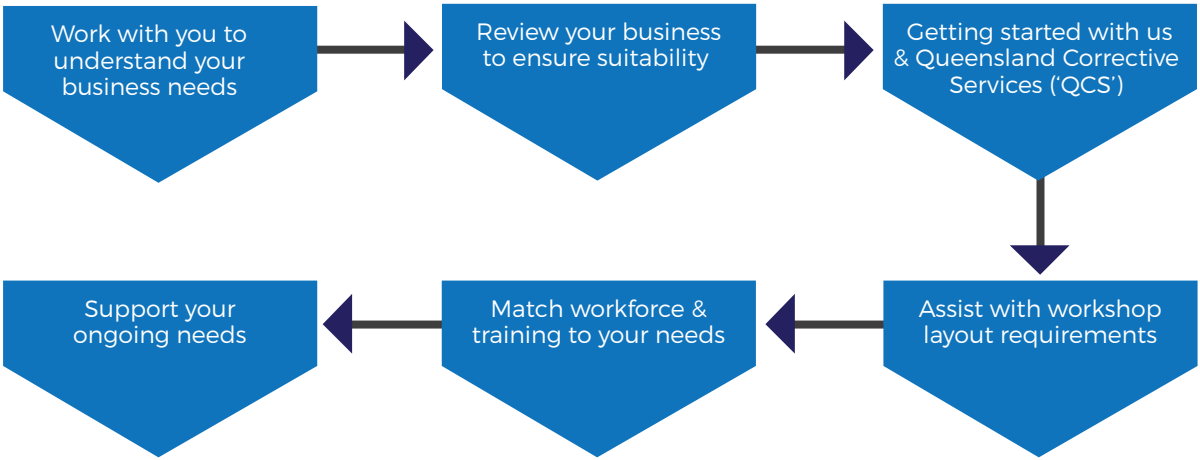 Work with you to
understand your
business needs
Review your business
to ensure suitability
Getting started with us
& Queensland Corrective
Services (‘QCS’)
Assist with workshop
layout requirements
Match workforce &
training to your needs
Support your
ongoing needs